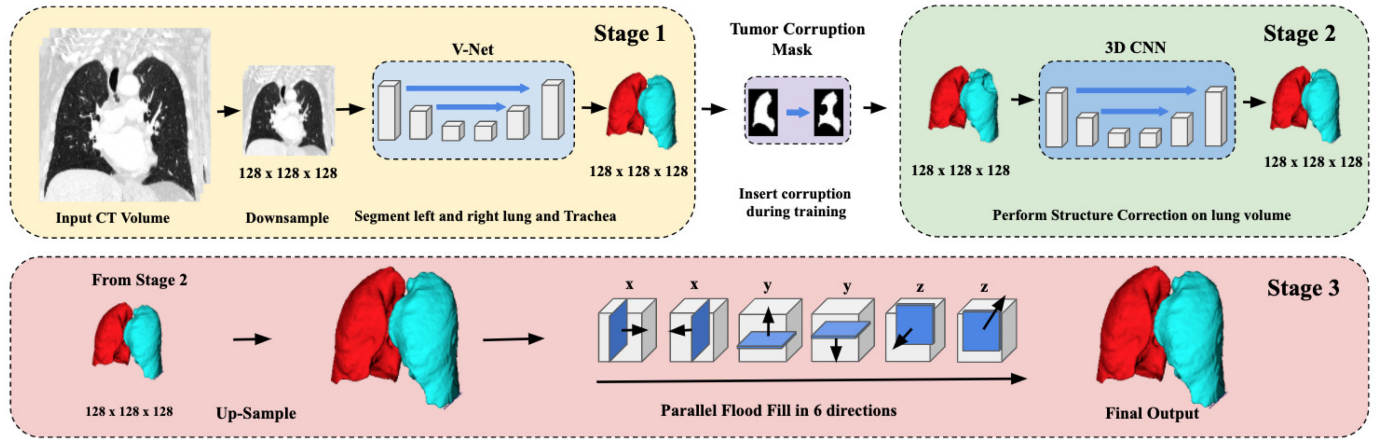 Stage 1
V-Net
Input CT Volume
128 x 128 x 128
Downsample
Segment left and right lung and Trachea
128 x 128 x 128
Tumor Corruption
Mask
Insert corruption
during training
Stage 2
3D CNN
128 x 128 x 128
128 x 128 x 128
Perform Structure Correction on lung volume
Stage 3
From Stage 2
128 x 128 x 128
Up-Sample
x x y y z z
Parallel Flood Fill in 6 directions
Final Output